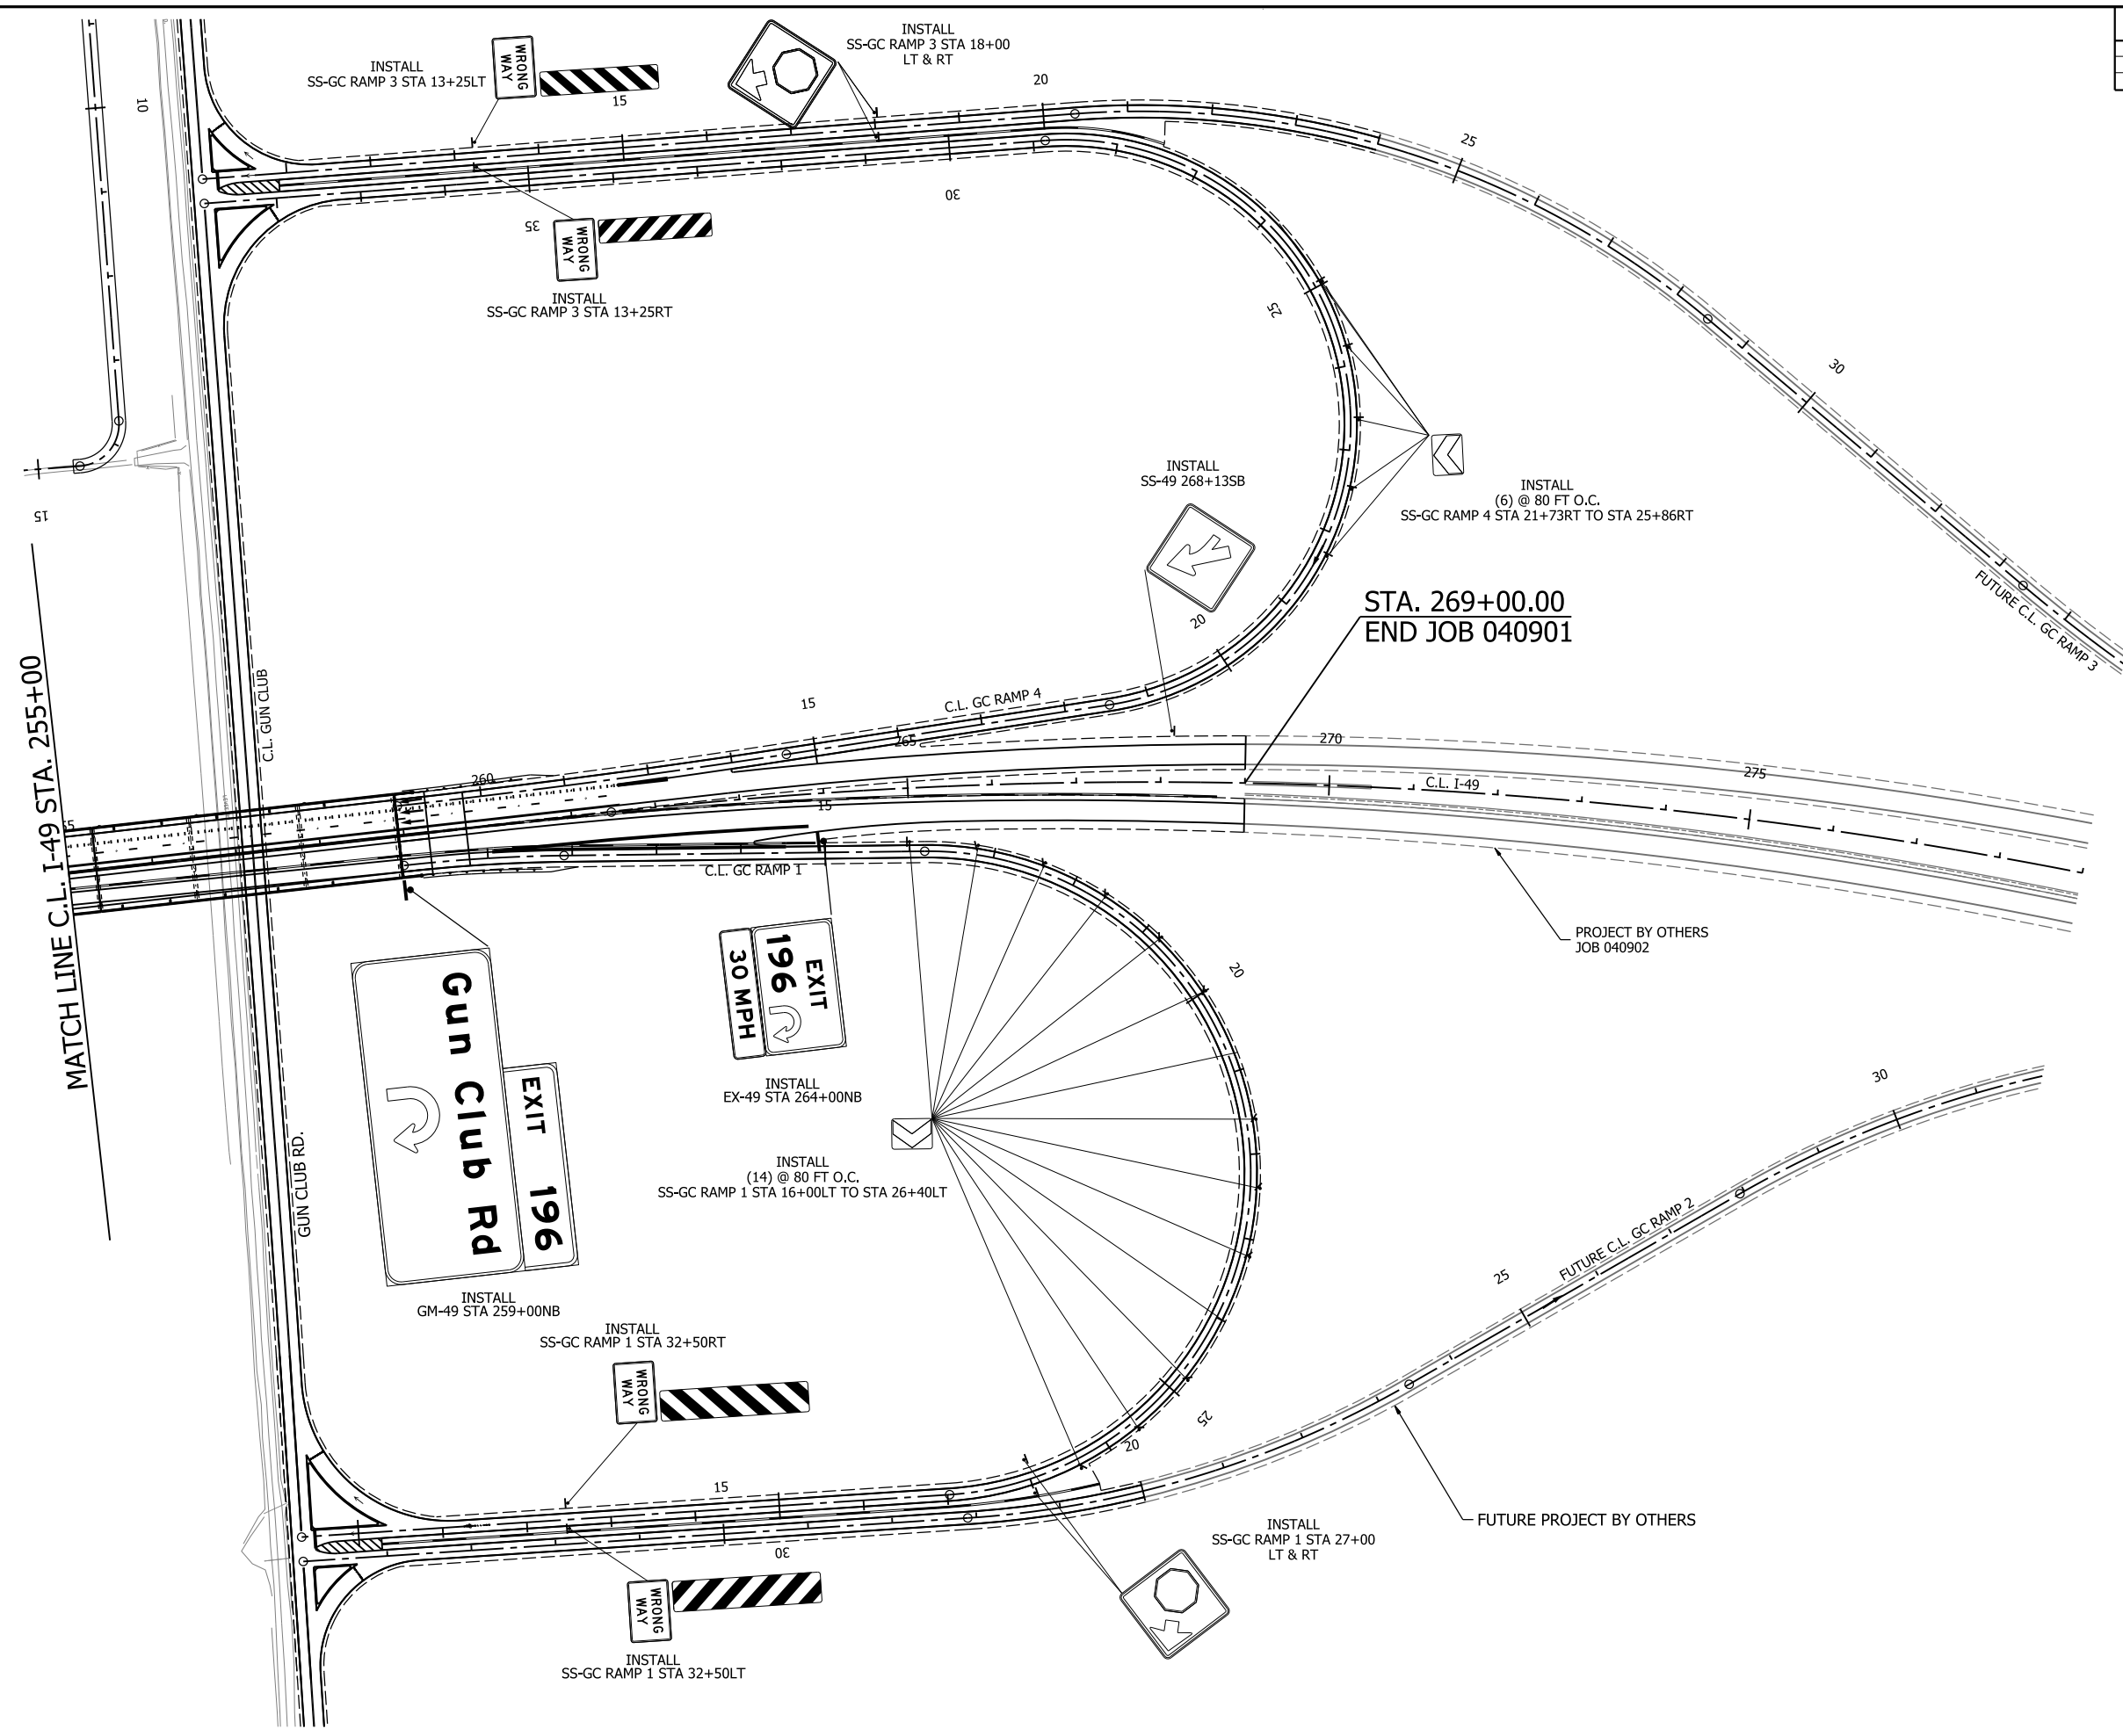 INSTALL
SS-GC RAMP 3 STA 13+25LT
WRONG
WAY
15
INSTALL
SS-GC RAMP 3 STA 18+00
LT & RT
20
25
10
30
35
WRONG
WAY
INSTALL
SS-GC RAMP 3 STA 13+25RT
25
30
INSTALL
SS-49 268+13SB
INSTALL
(6) @ 80 FT O.C.
SS-GC RAMP 4 STA 21+73RT TO STA 25+86RT
15
FUTURE C.L. GC RAMP 3
STA. 269+00.00
END JOB 040901
20
MATCH LINE C.L. I-49 STA. 255+00
C.L. GUN CLUB
15
C.L. GC RAMP 4
265
270
275
260
C.L. I-49
15
C.L. GC RAMP 1
PROJECT BY OTHERS
JOB 040902
20
EXIT
196
30 MPH
INSTALL
EX-49 STA 264+00NB
EXIT 196
Gun Club Rd
INSTALL
GM-49 STA 259+00NB
GUN CLUB RD.
INSTALL
(14) @ 80 FT O.C.
SS-GC RAMP 1 STA 16+00LT TO STA 26+40LT
30
25
FUTURE C.L. GC RAMP 2
INSTALL
SS-GC RAMP 1 STA 32+50RT
WRONG
WAY
25
20
15
30
INSTALL
SS-GC RAMP 1 STA 27+00
LT & RT
FUTURE PROJECT BY OTHERS
WRONG
WAY
INSTALL
SS-GC RAMP 1 STA 32+50LT